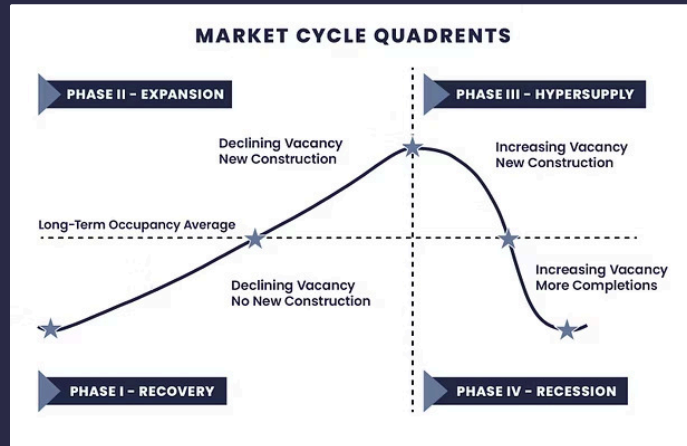 MARKET CYCLE QUADRENTS
PHASE II - EXPANSION
PHASE III - HYPERSUPPLY
Declining Vacancy
New Construction
Increasing Vacancy
New Construction
Long-Term Occupancy Average
Declining Vacancy
No New Construction
Increasing Vacancy
More Completions
PHASE I - RECOVERY
PHASE IV - RECESSION